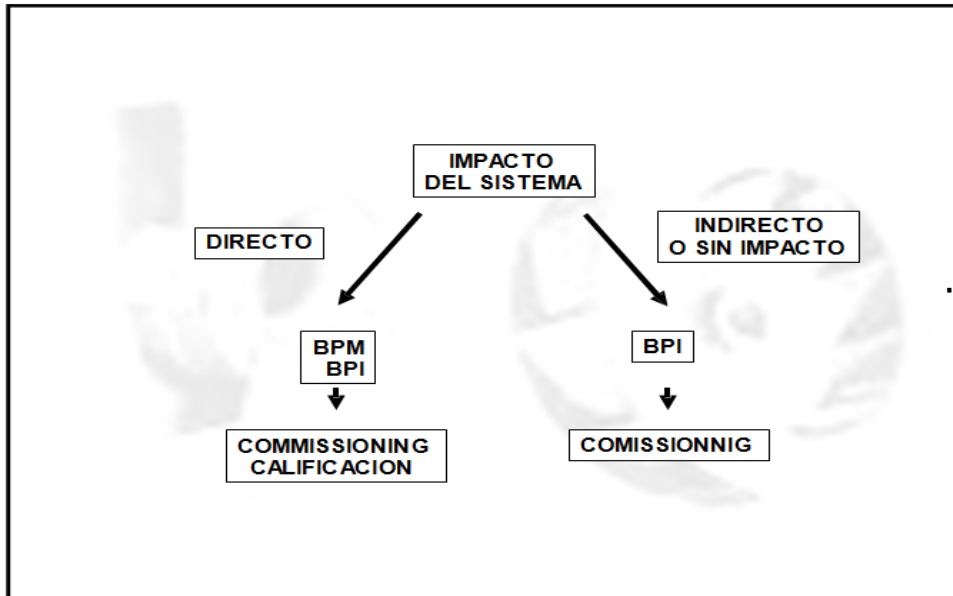 IMPACTO
DEL SISTEMA
DIRECTO
INDIRECTO
O SIN IMPACTO
BPM
BPI
BPI
COMMISSIONING
CALIFICACION
COMISSIONNIG
.